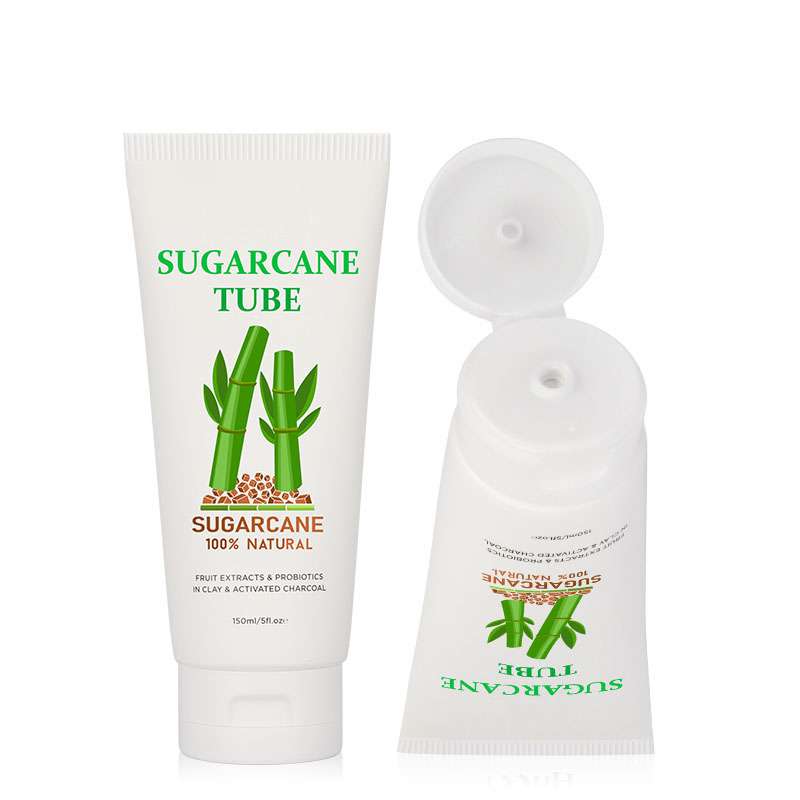 SUGARCANE
TUBE
SUGARCANE
100% NATURAL
FRUIT EXTRACTS & PROBIOTICS
IN CLAY & ACTIVATED CHARCOAL
150ml/5fl.oz℮
150ml/5fl.oz℮
IN CLAY & ACTIVATED CHARCOAL
FRUIT EXTRACTS & PROBIOTICS
100% NATURAL
SUGARCANE
TUBE
SUGARCANE